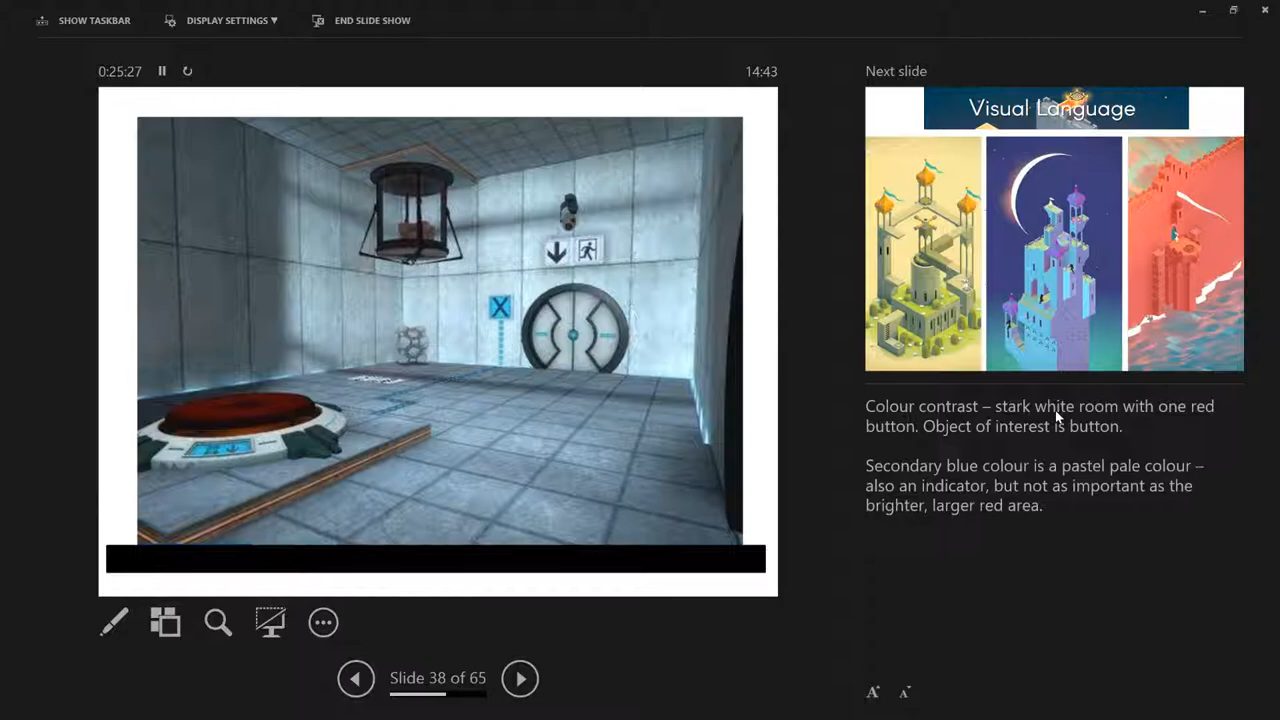 SHOW TASKBAR
DISPLAY SETTINGS ▼
END SLIDE SHOW
0:25:27
14:43
Next slide
Visual Language
X
Colour contrast – stark white room with one red
button. Object of interest is button.
Secondary blue colour is a pastel pale colour –
also an indicator, but not as important as the
brighter, larger red area.
Slide 38 of 65
A
A